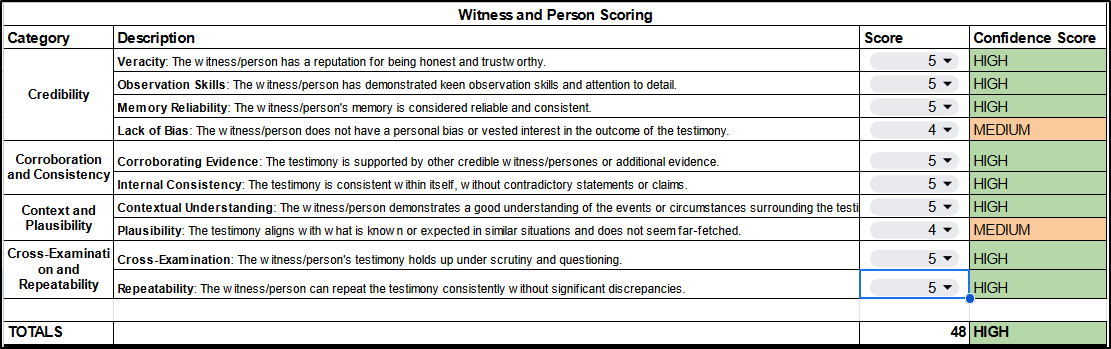 Witness and Person Scoring
Category Description Score Confidence Score
Credibility
Veracity: The witness/person has a reputation for being honest and trustworthy. 5 HIGH
Observation Skills: The witness/person has demonstrated keen observation skills and attention to detail. 5 HIGH
Memory Reliability: The witness/person's memory is considered reliable and consistent. 5 HIGH
Lack of Bias: The witness/person does not have a personal bias or vested interest in the outcome of the testimony. 4 MEDIUM
Corroboration
and Consistency
Corroborating Evidence: The testimony is supported by other credible witness/persones or additional evidence. 5 HIGH
Internal Consistency: The testimony is consistent within itself, without contradictory statements or claims. 5 HIGH
Context and
Plausibility
Contextual Understanding: The witness/person demonstrates a good understanding of the events or circumstances surrounding the testi 5 HIGH
Plausibility: The testimony aligns with what is known or expected in similar situations and does not seem far-fetched. 4 MEDIUM
Cross-Examinati
on and
Repeatability
Cross-Examination: The witness/person's testimony holds up under scrutiny and questioning. 5 HIGH
Repeatability: The witness/person can repeat the testimony consistently without significant discrepancies. 5 HIGH
TOTALS 48 HIGH